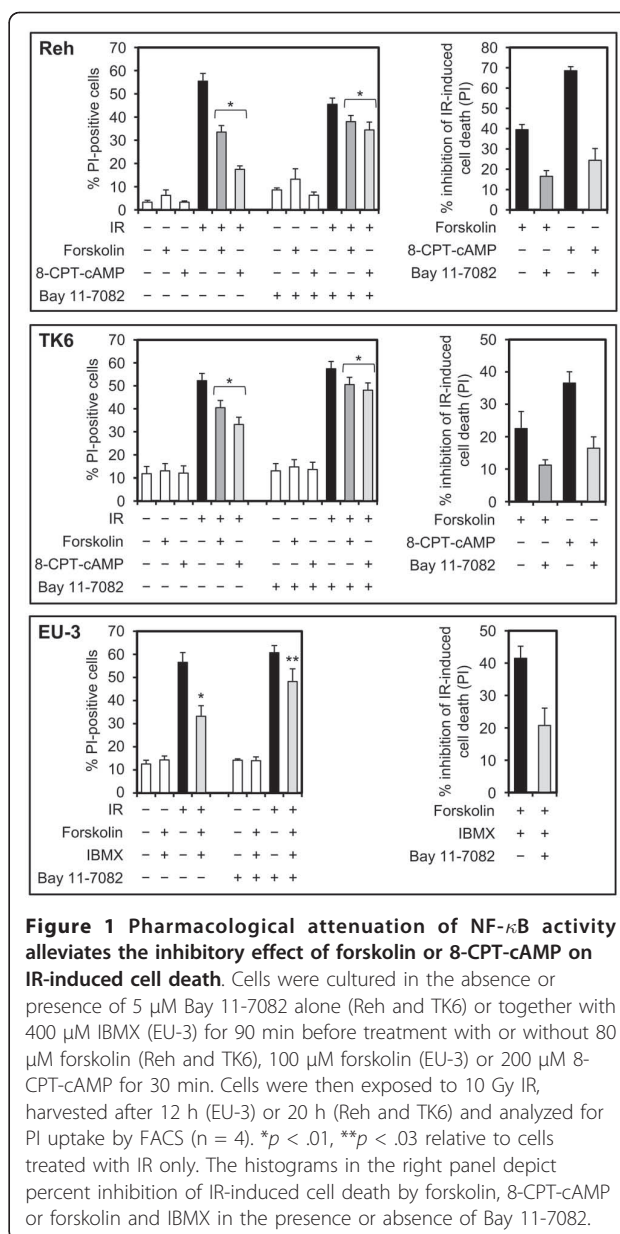 Reh
% PI-positive cells
70
60
50
40
30
20
10
0
* *
IR − − − + + + − − − + + +
Forskolin − + − − + − − + − − + −
8-CPT-cAMP − − + − − + − − + − − +
Bay 11-7082 − − − − − − + + + + + +
% inhibition of IR-induced
cell death (PI)
80
70
60
50
40
30
20
10
0
Forskolin + + − −
8-CPT-cAMP − − + +
Bay 11-7082 − + − +
TK6
% PI-positive cells
70
60
50
40
30
20
10
0
* *
IR − − − + + + − − − + + +
Forskolin − + − − + − − + − − + −
8-CPT-cAMP − − + − − + − − + − − +
Bay 11-7082 − − − − − − + + + + + +
% inhibition of IR-induced
cell death (PI)
50
40
30
20
10
0
Forskolin + + − −
8-CPT-cAMP − − + +
Bay 11-7082 − + − +
EU-3
% PI-positive cells
70
60
50
40
30
20
10
0
* **
IR − − + + − − + +
Forskolin − + − + − + − +
IBMX − + − + − + − +
Bay 11-7082 − − − − + + + +
% inhibition of IR-induced
cell death (PI)
50
40
30
20
10
0
Forskolin + +
IBMX + +
Bay 11-7082 − +
Figure 1 Pharmacological attenuation of NF-κB activity
alleviates the inhibitory effect of forskolin or 8-CPT-cAMP on
IR-induced cell death. Cells were cultured in the absence or
presence of 5 μM Bay 11-7082 alone (Reh and TK6) or together with
400 μM IBMX (EU-3) for 90 min before treatment with or without 80
μM forskolin (Reh and TK6), 100 μM forskolin (EU-3) or 200 μM 8-
CPT-cAMP for 30 min. Cells were then exposed to 10 Gy IR,
harvested after 12 h (EU-3) or 20 h (Reh and TK6) and analyzed for
PI uptake by FACS (n = 4). *p < .01, **p < .03 relative to cells
treated with IR only. The histograms in the right panel depict
percent inhibition of IR-induced cell death by forskolin, 8-CPT-cAMP
or forskolin and IBMX in the presence or absence of Bay 11-7082.